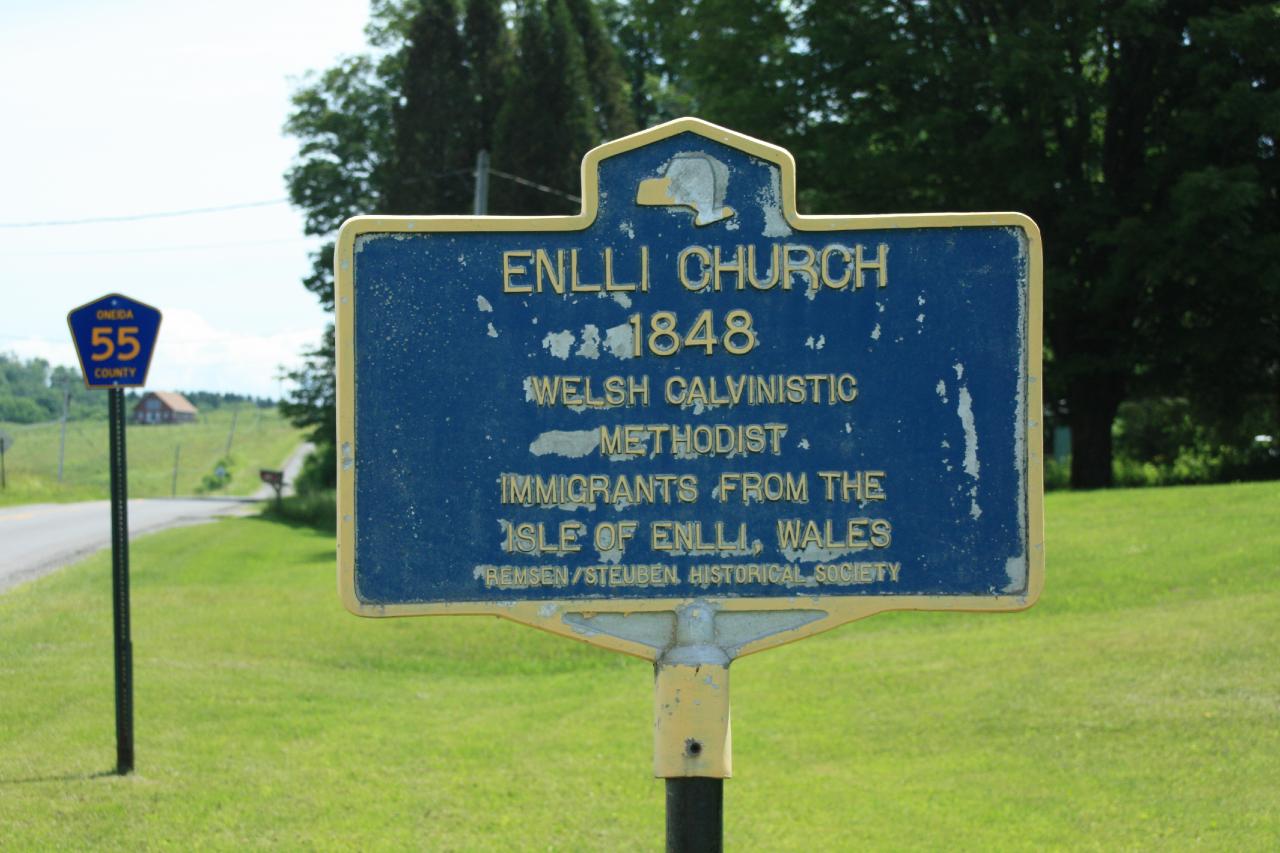 ENLLI CHURCH
1848
WELSH CALVINISTIC
METHODIST
IMMIGRANTS FROM THE
ISLE OF ENLLI, WALES
REMSEN/STEUBEN HISTORICAL SOCIETY
ONEIDA
55
COUNTY